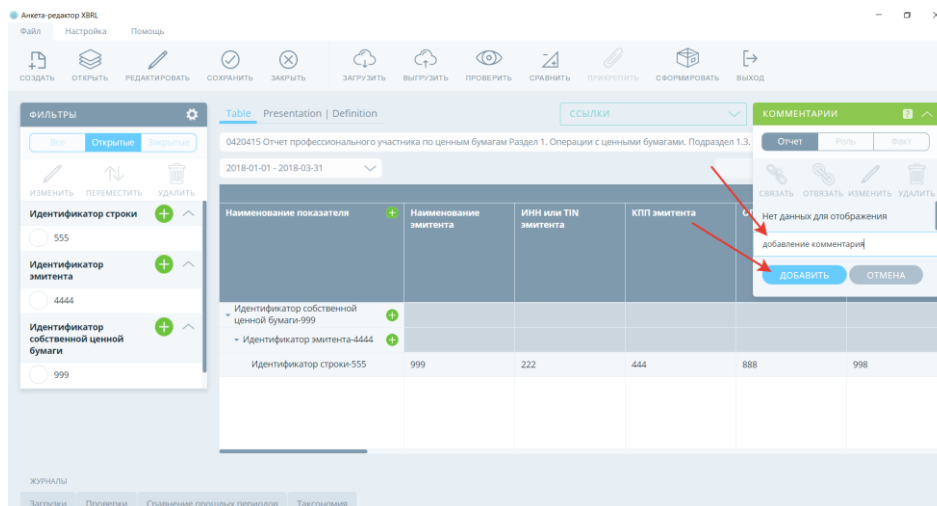 Анкета-редактор XBRL
Файл Настройка Помощь
СОЗДАТЬ ОТКРЫТЬ РЕДАКТИРОВАТЬ СОХРАНИТЬ ЗАКРЫТЬ ЗАГРУЗИТЬ ВЫГРУЗИТЬ ПРОВЕРИТЬ СРАВНИТЬ ПРИКРЕПИТЬ СФОРМИРОВАТЬ ВЫХОД
ФИЛЬТРЫ
Все Открытые Закрытые
ИЗМЕНИТЬ ПЕРЕМЕСТИТЬ УДАЛИТЬ
Идентификатор строки
555
Идентификатор
эмитента
4444
Идентификатор
собственной ценной
бумаги
999
Table Presentation | Definition
ССЫЛКИ
0420415 Отчет профессионального участника по ценным бумагам Раздел 1. Операции с ценными бумагами. Подраздел 1.3.
2018-01-01 - 2018-03-31
Наименование показателя
Наименование
эмитента
ИНН или TIN
эмитента
КПП эмитента
Идентификатор собственной
ценной бумаги-999
Идентификатор эмитента-4444
Идентификатор строки-555 999 222 444 888 998
КОММЕНТАРИИ ?
Отчет Роль Факт
СВЯЗАТЬ ОТВЯЗАТЬ ИЗМЕНИТЬ УДАЛИТЬ
Нет данных для отображения
добавление комментария
ДОБАВИТЬ ОТМЕНА
ЖУРНАЛЫ
Загрузки Проверки Сравнение прошлых периодов Таксономия